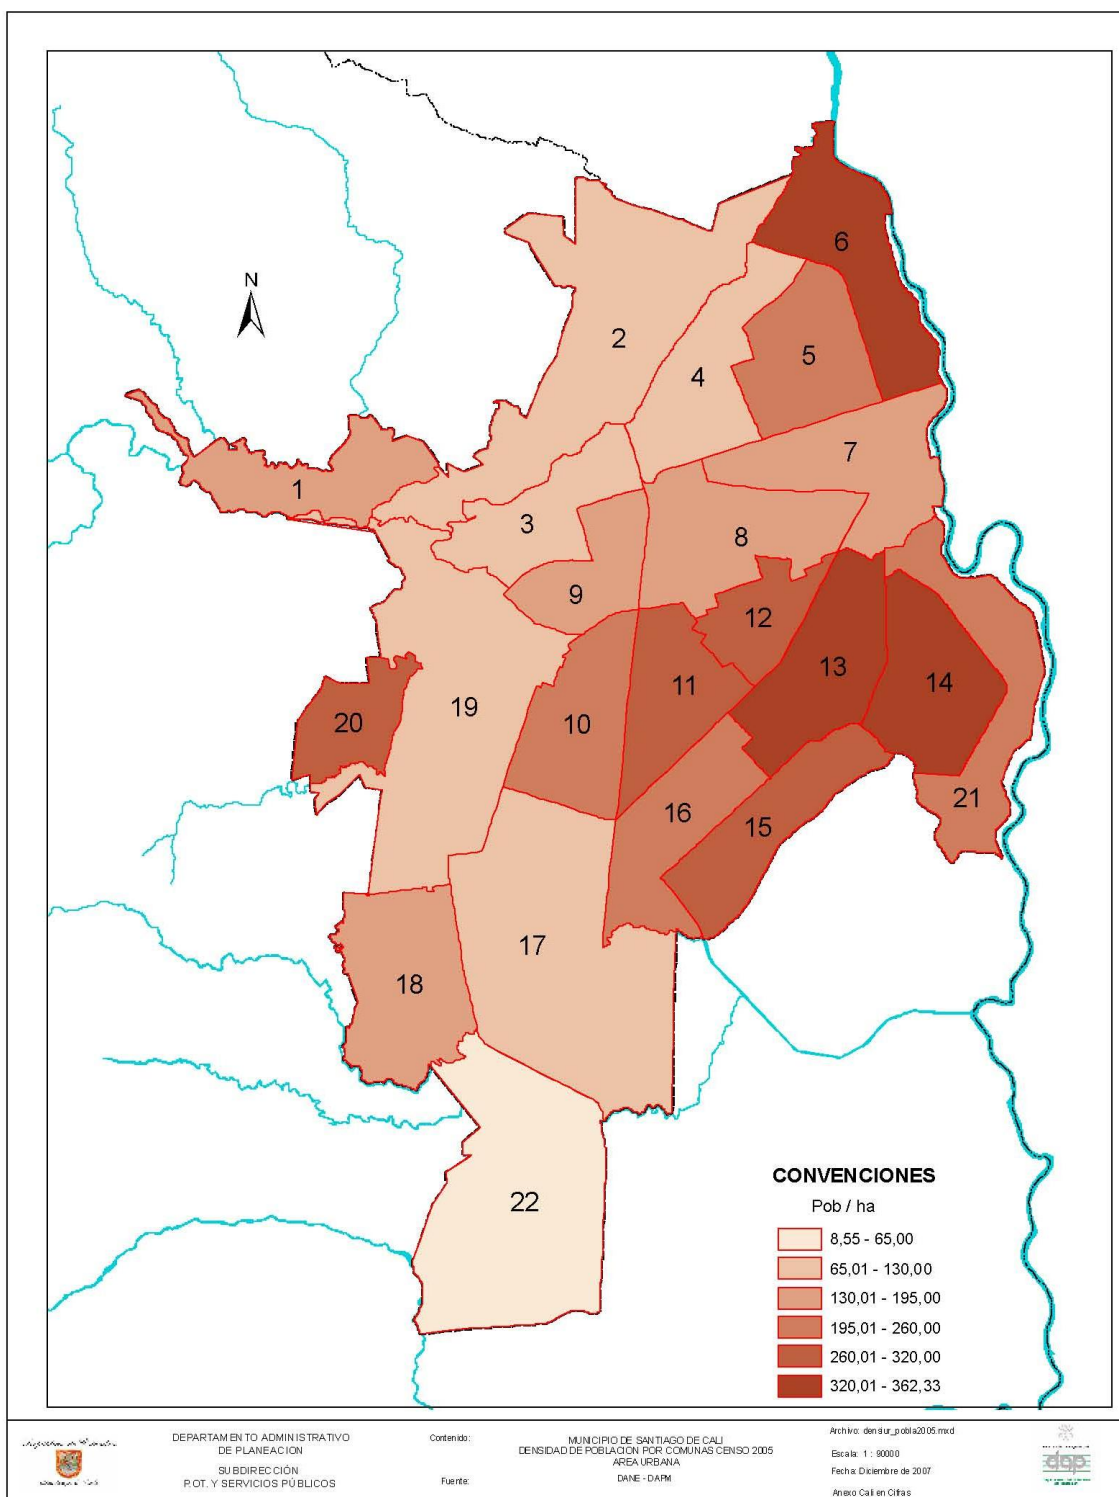 N
6
2
5
4
7
1
3
8
9
12
13
14
11
19
20
10
21
16
15
17
18
22
CONVENCIONES
Pob / ha
8,55 - 65,00
65,01 - 130,00
130,01 - 195,00
195,01 - 260,00
260,01 - 320,00
320,01 - 362,33
DEPARTAMENTO ADMINISTRATIVO
DE PLANEACION
SUBDIRECCIÓN
P.O.T. Y SERVICIOS PÚBLICOS
Contenido:
MUNICIPIO DE SANTIAGO DE CALI
DENSIDAD DE POBLACION POR COMUNAS CENSO 2005
AREA URBANA
Fuente:
DANE - DAPM
Archivo: densiur_pobla2005.mxd
Escala: 1 : 90000
Fecha: Diciembre de 2007
Anexo Cali en Cifras
dap